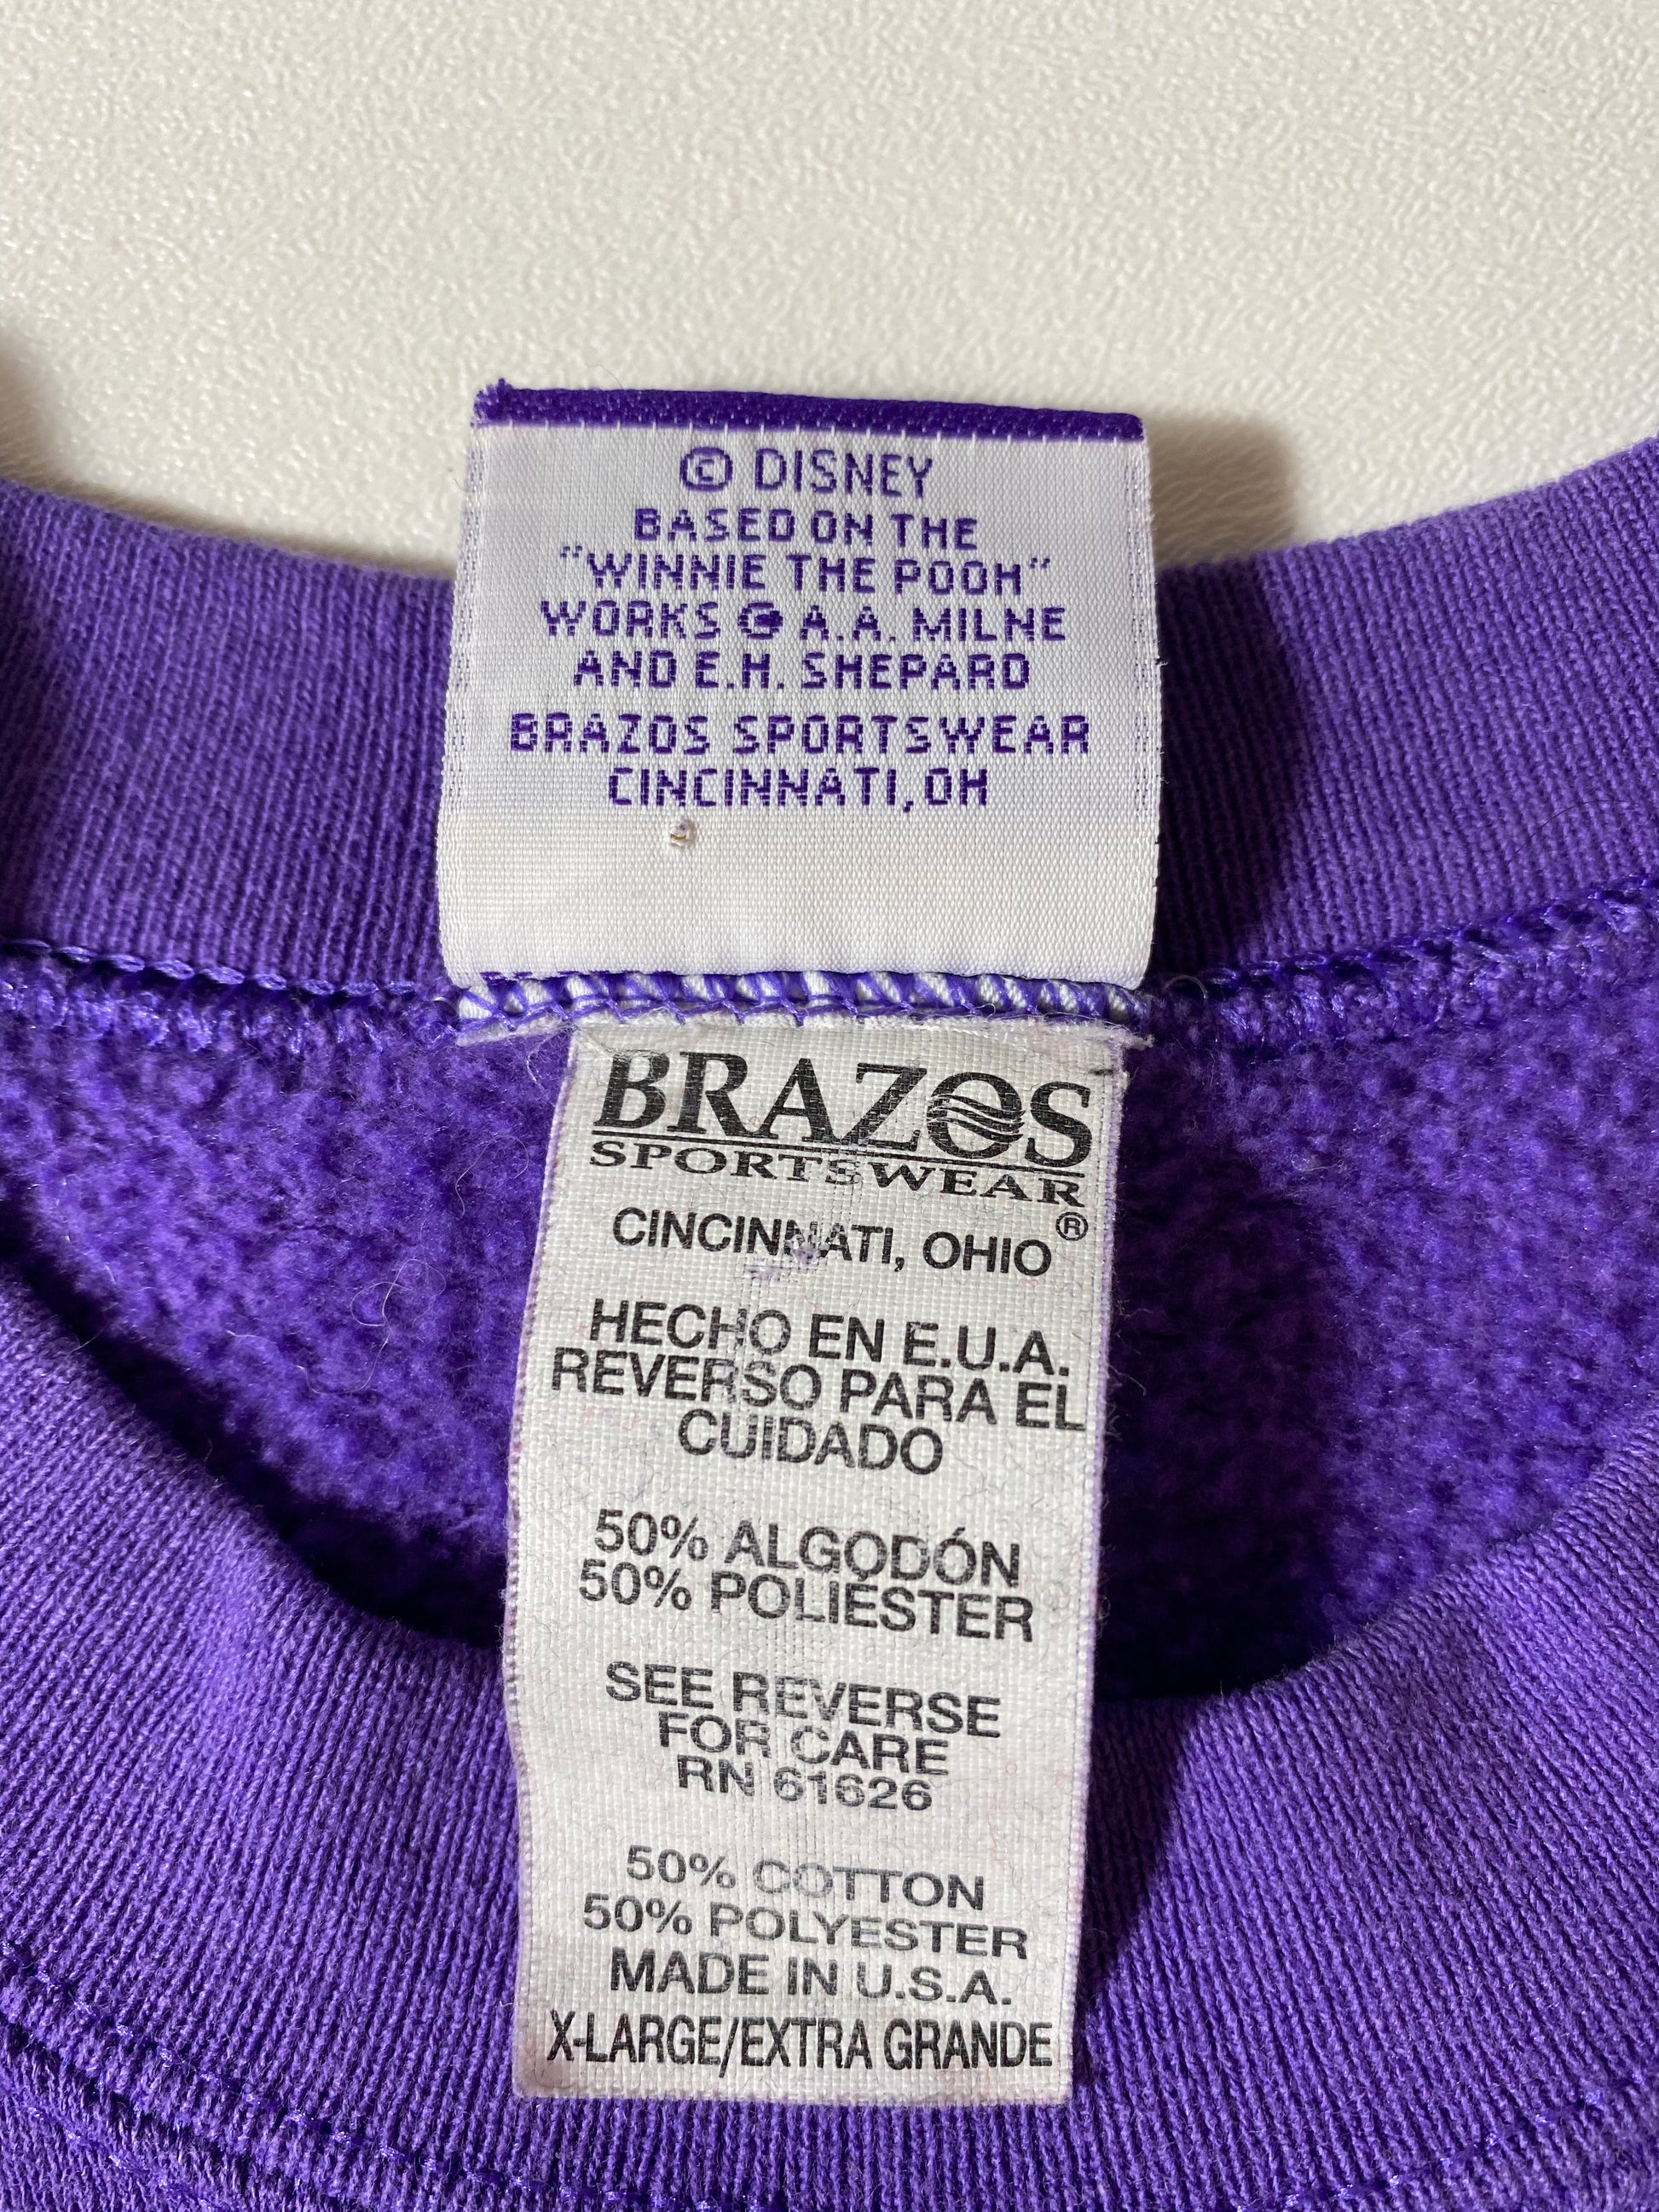 © DISNEY
BASED ON THE
"WINNIE THE POOH"
WORKS © A.A. MILNE
AND E.H. SHEPARD
BRAZOS SPORTSWEAR
CINCINNATI,OH
BRAZOS
SPORTSWEAR®
CINCINNATI, OHIO
HECHO EN E.U.A.
REVERSO PARA EL
CUIDADO
50% ALGODÓN
50% POLIÉSTER
SEE REVERSE
FOR CARE
RN 61626
50% COTTON
50% POLYESTER
MADE IN U.S.A.
X-LARGE/EXTRA GRANDE